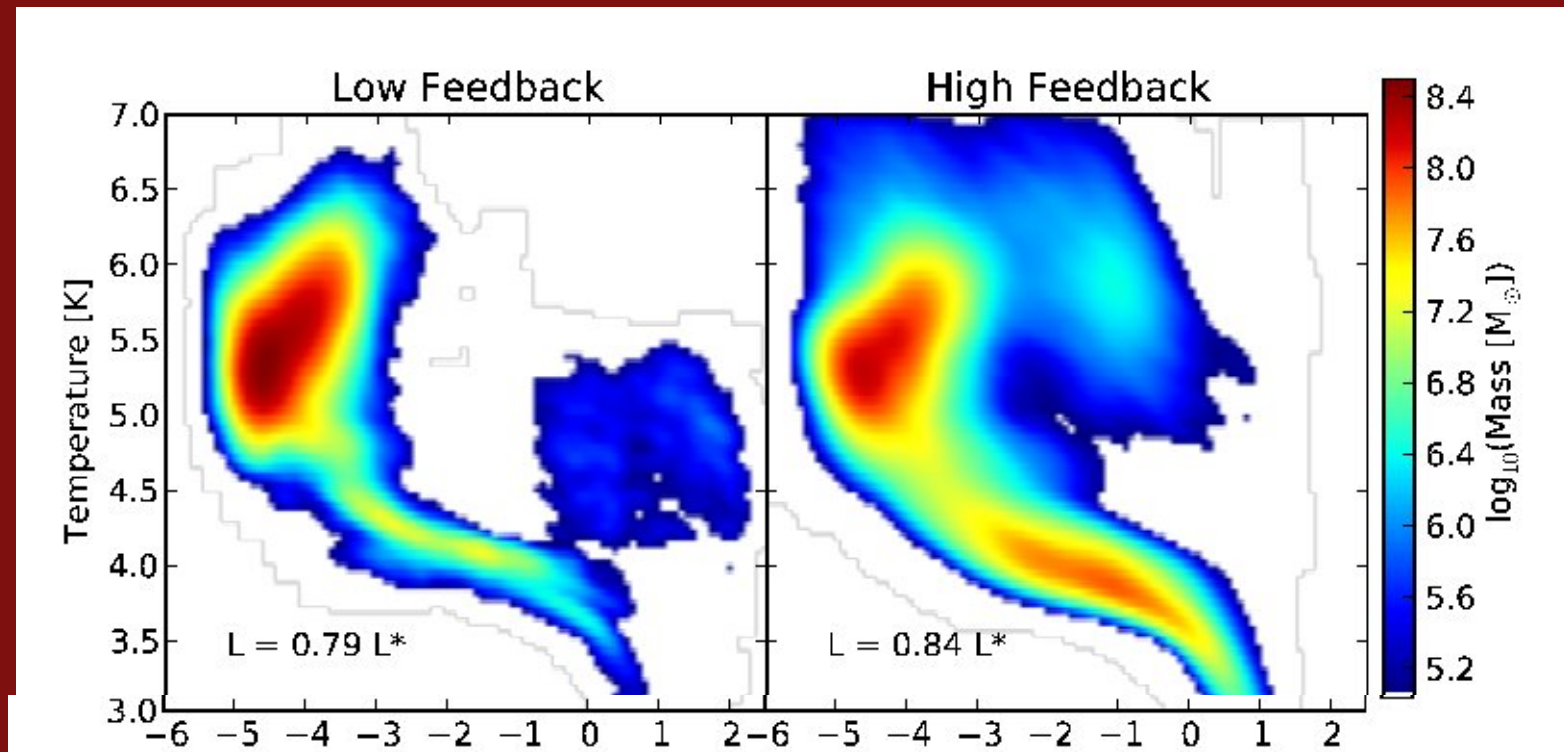 Low Feedback
High Feedback
7.0
6.5
6.0
5.5
5.0
4.5
4.0
3.5
3.0
Temperature [K]
L = 0.79 L*
L = 0.84 L*
−6 −5 −4 −3 −2 −1 0 1 2
−6 −5 −4 −3 −2 −1 0 1 2
8.4
8.0
7.6
7.2
6.8
6.4
6.0
5.6
5.2
log₁₀(Mass [M☉])